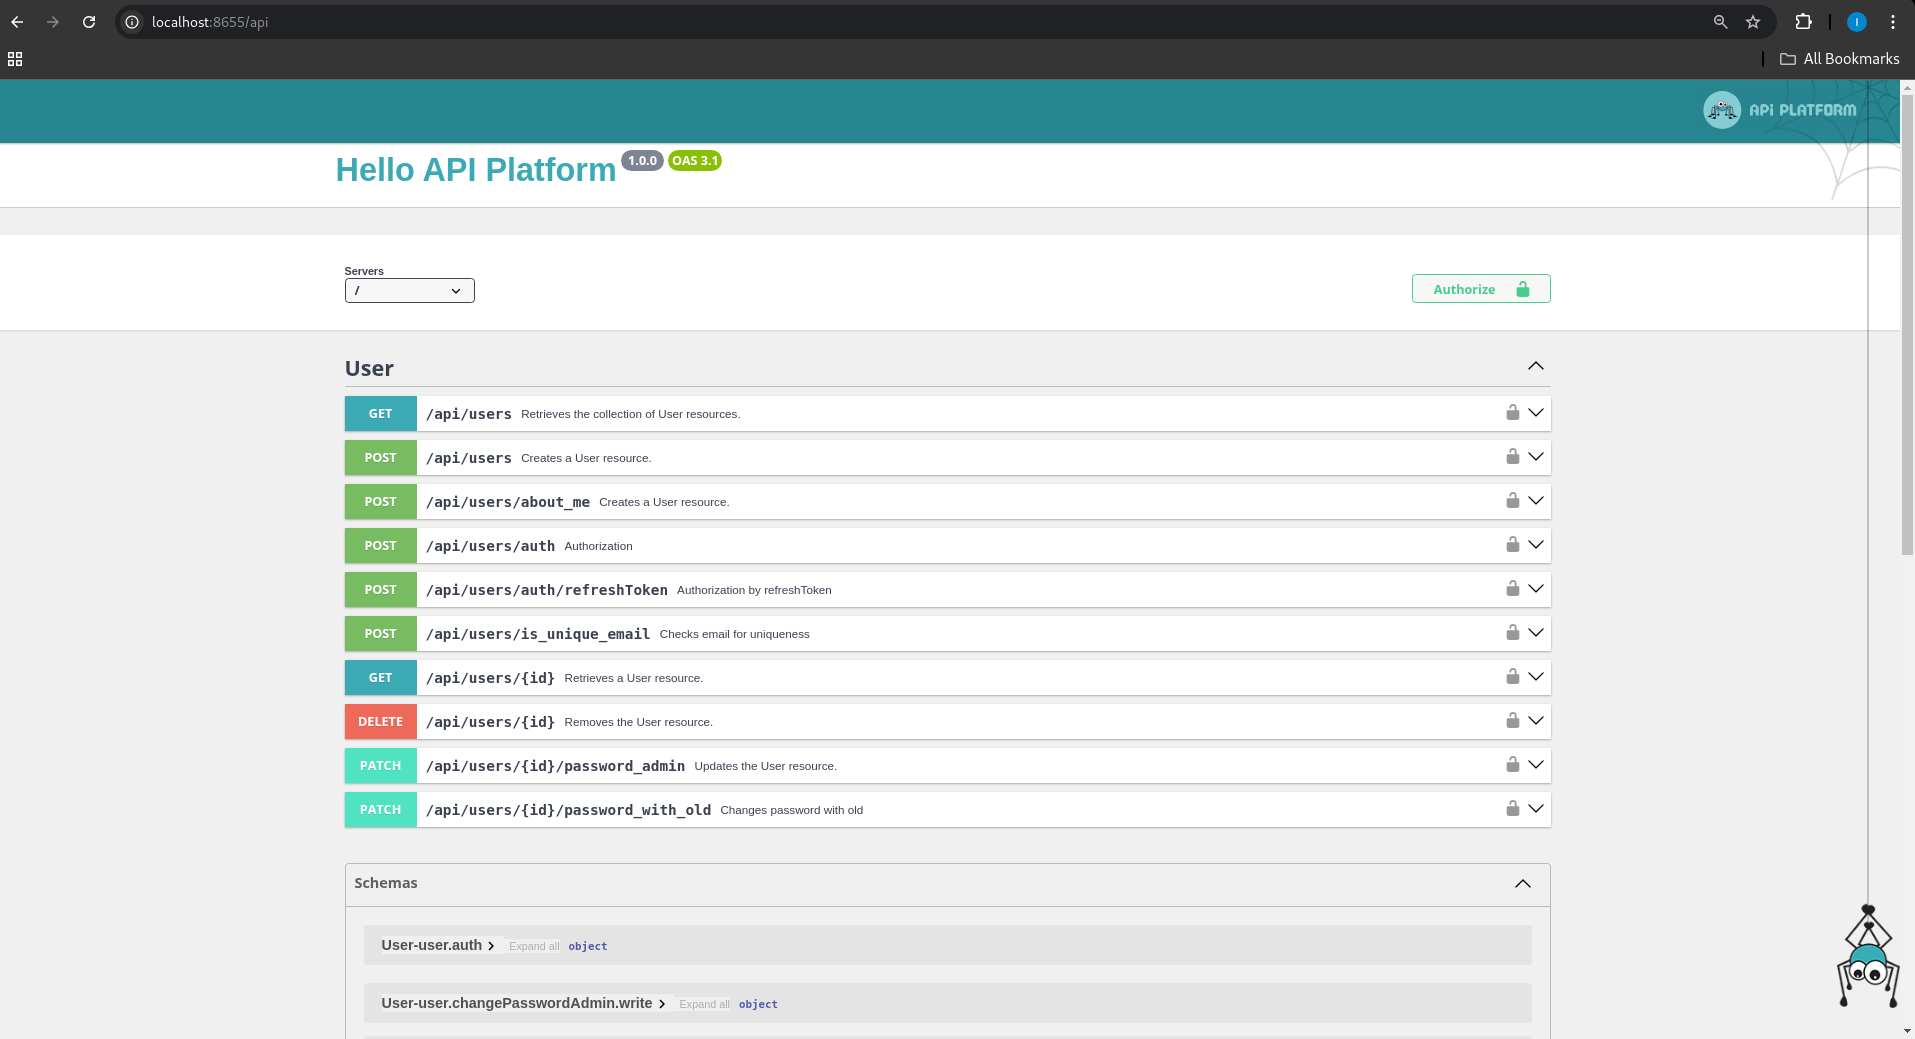 localhost:8655/api
I
All Bookmarks
APi PLATFORM
Hello API Platform 1.0.0 OAS 3.1
Servers
/
Authorize
User
GET /api/users Retrieves the collection of User resources.
POST /api/users Creates a User resource.
POST /api/users/about_me Creates a User resource.
POST /api/users/auth Authorization
POST /api/users/auth/refreshToken Authorization by refreshToken
POST /api/users/is_unique_email Checks email for uniqueness
GET /api/users/{id} Retrieves a User resource.
DELETE /api/users/{id} Removes the User resource.
PATCH /api/users/{id}/password_admin Updates the User resource.
PATCH /api/users/{id}/password_with_old Changes password with old
Schemas
User-user.auth Expand all object
User-user.changePasswordAdmin.write Expand all object